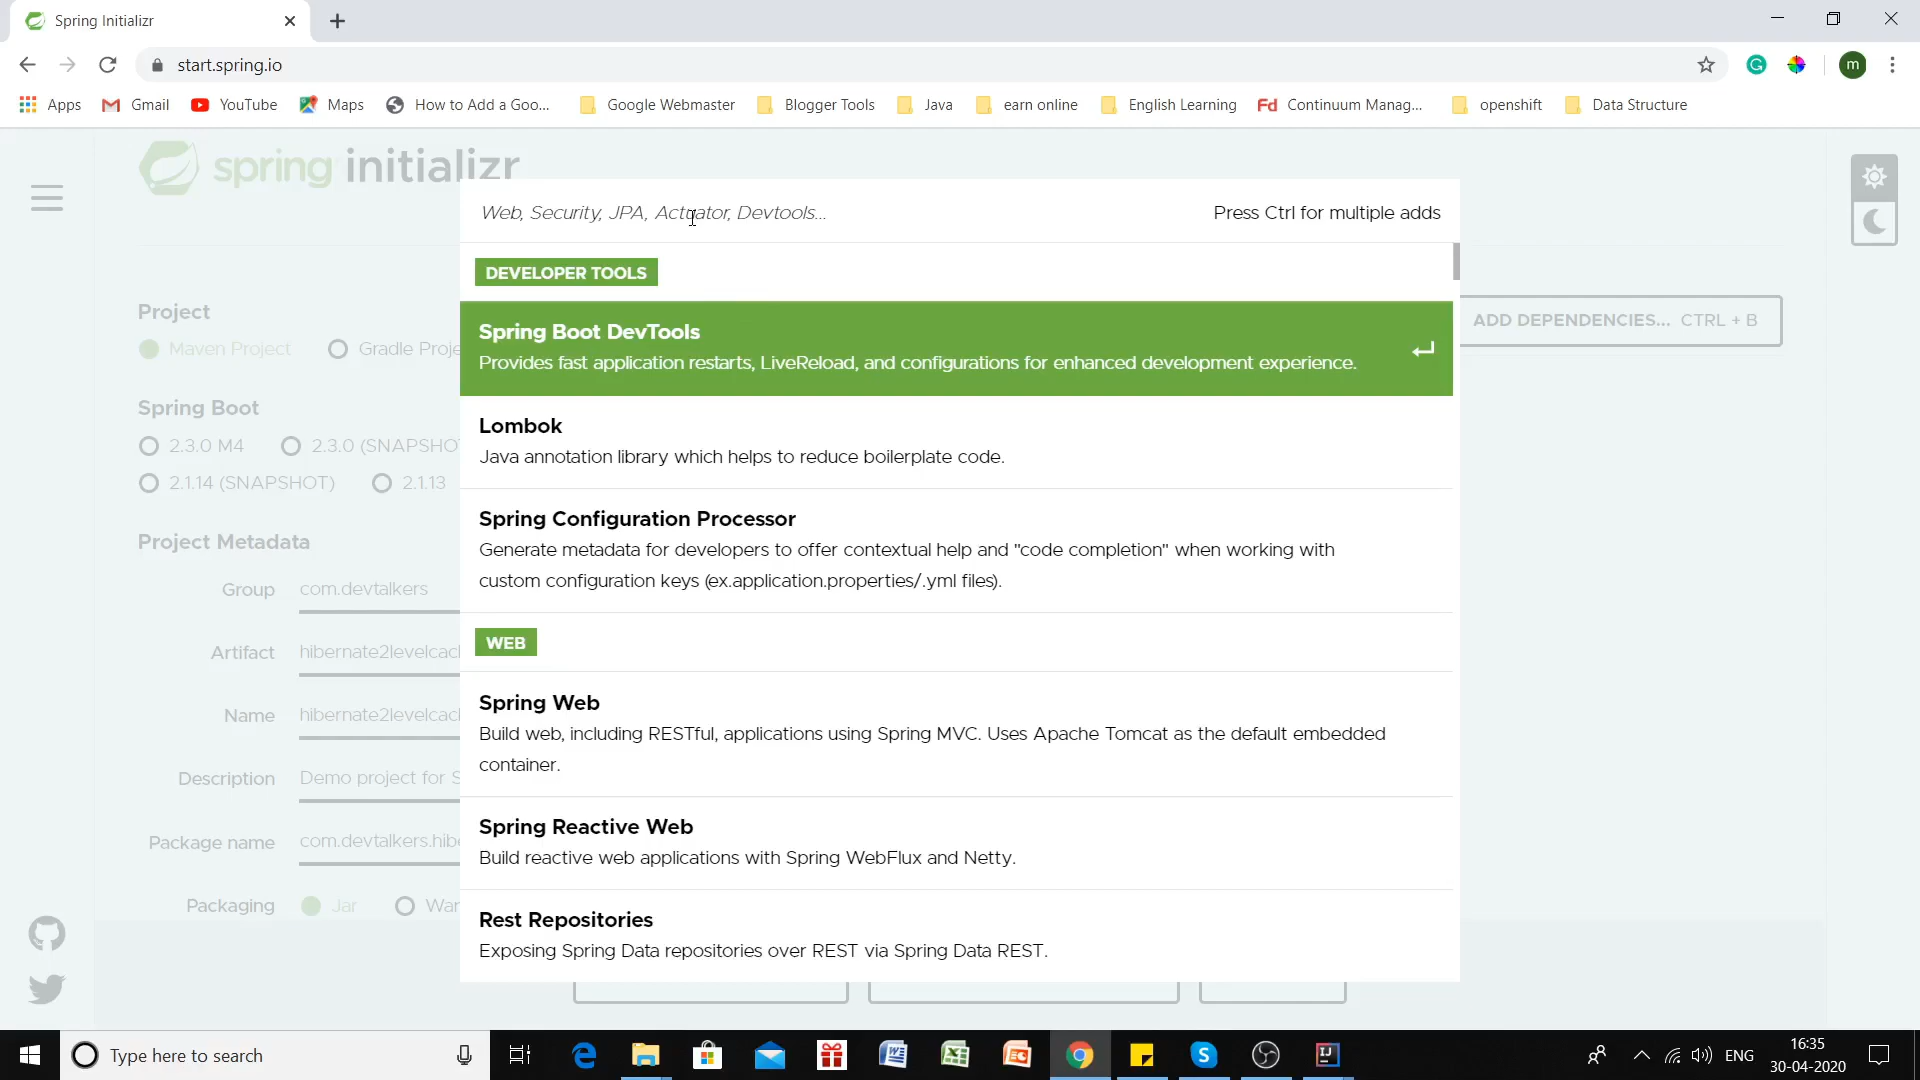 Spring Initializr
start.spring.io
m
Apps Gmail YouTube Maps How to Add a Goo... Google Webmaster Blogger Tools Java earn online English Learning Fd Continuum Manag... openshift Data Structure
spring initializr
Web, Security, JPA, Actuator, Devtools... Press Ctrl for multiple adds
DEVELOPER TOOLS
Project
Spring Boot DevTools
ADD DEPENDENCIES... CTRL + B
Maven Project Gradle Proje
Provides fast application restarts, LiveReload, and configurations for enhanced development experience.
Spring Boot
Lombok
2.3.0 M4 2.3.0 (SNAPSHOT
Java annotation library which helps to reduce boilerplate code.
2.1.14 (SNAPSHOT) 2.1.13
Spring Configuration Processor
Project Metadata
Generate metadata for developers to offer contextual help and "code completion" when working with
custom configuration keys (ex.application.properties/.yml files).
Group com.devtalkers
WEB
Artifact hibernate2levelcacl
Spring Web
Name hibernate2levelcacl
Build web, including RESTful, applications using Spring MVC. Uses Apache Tomcat as the default embedded
container.
Description Demo project for S
Spring Reactive Web
Package name com.devtalkers.hibe
Build reactive web applications with Spring WebFlux and Netty.
Packaging Jar War
Rest Repositories
Exposing Spring Data repositories over REST via Spring Data REST.
Type here to search
ENG
16:35
30-04-2020